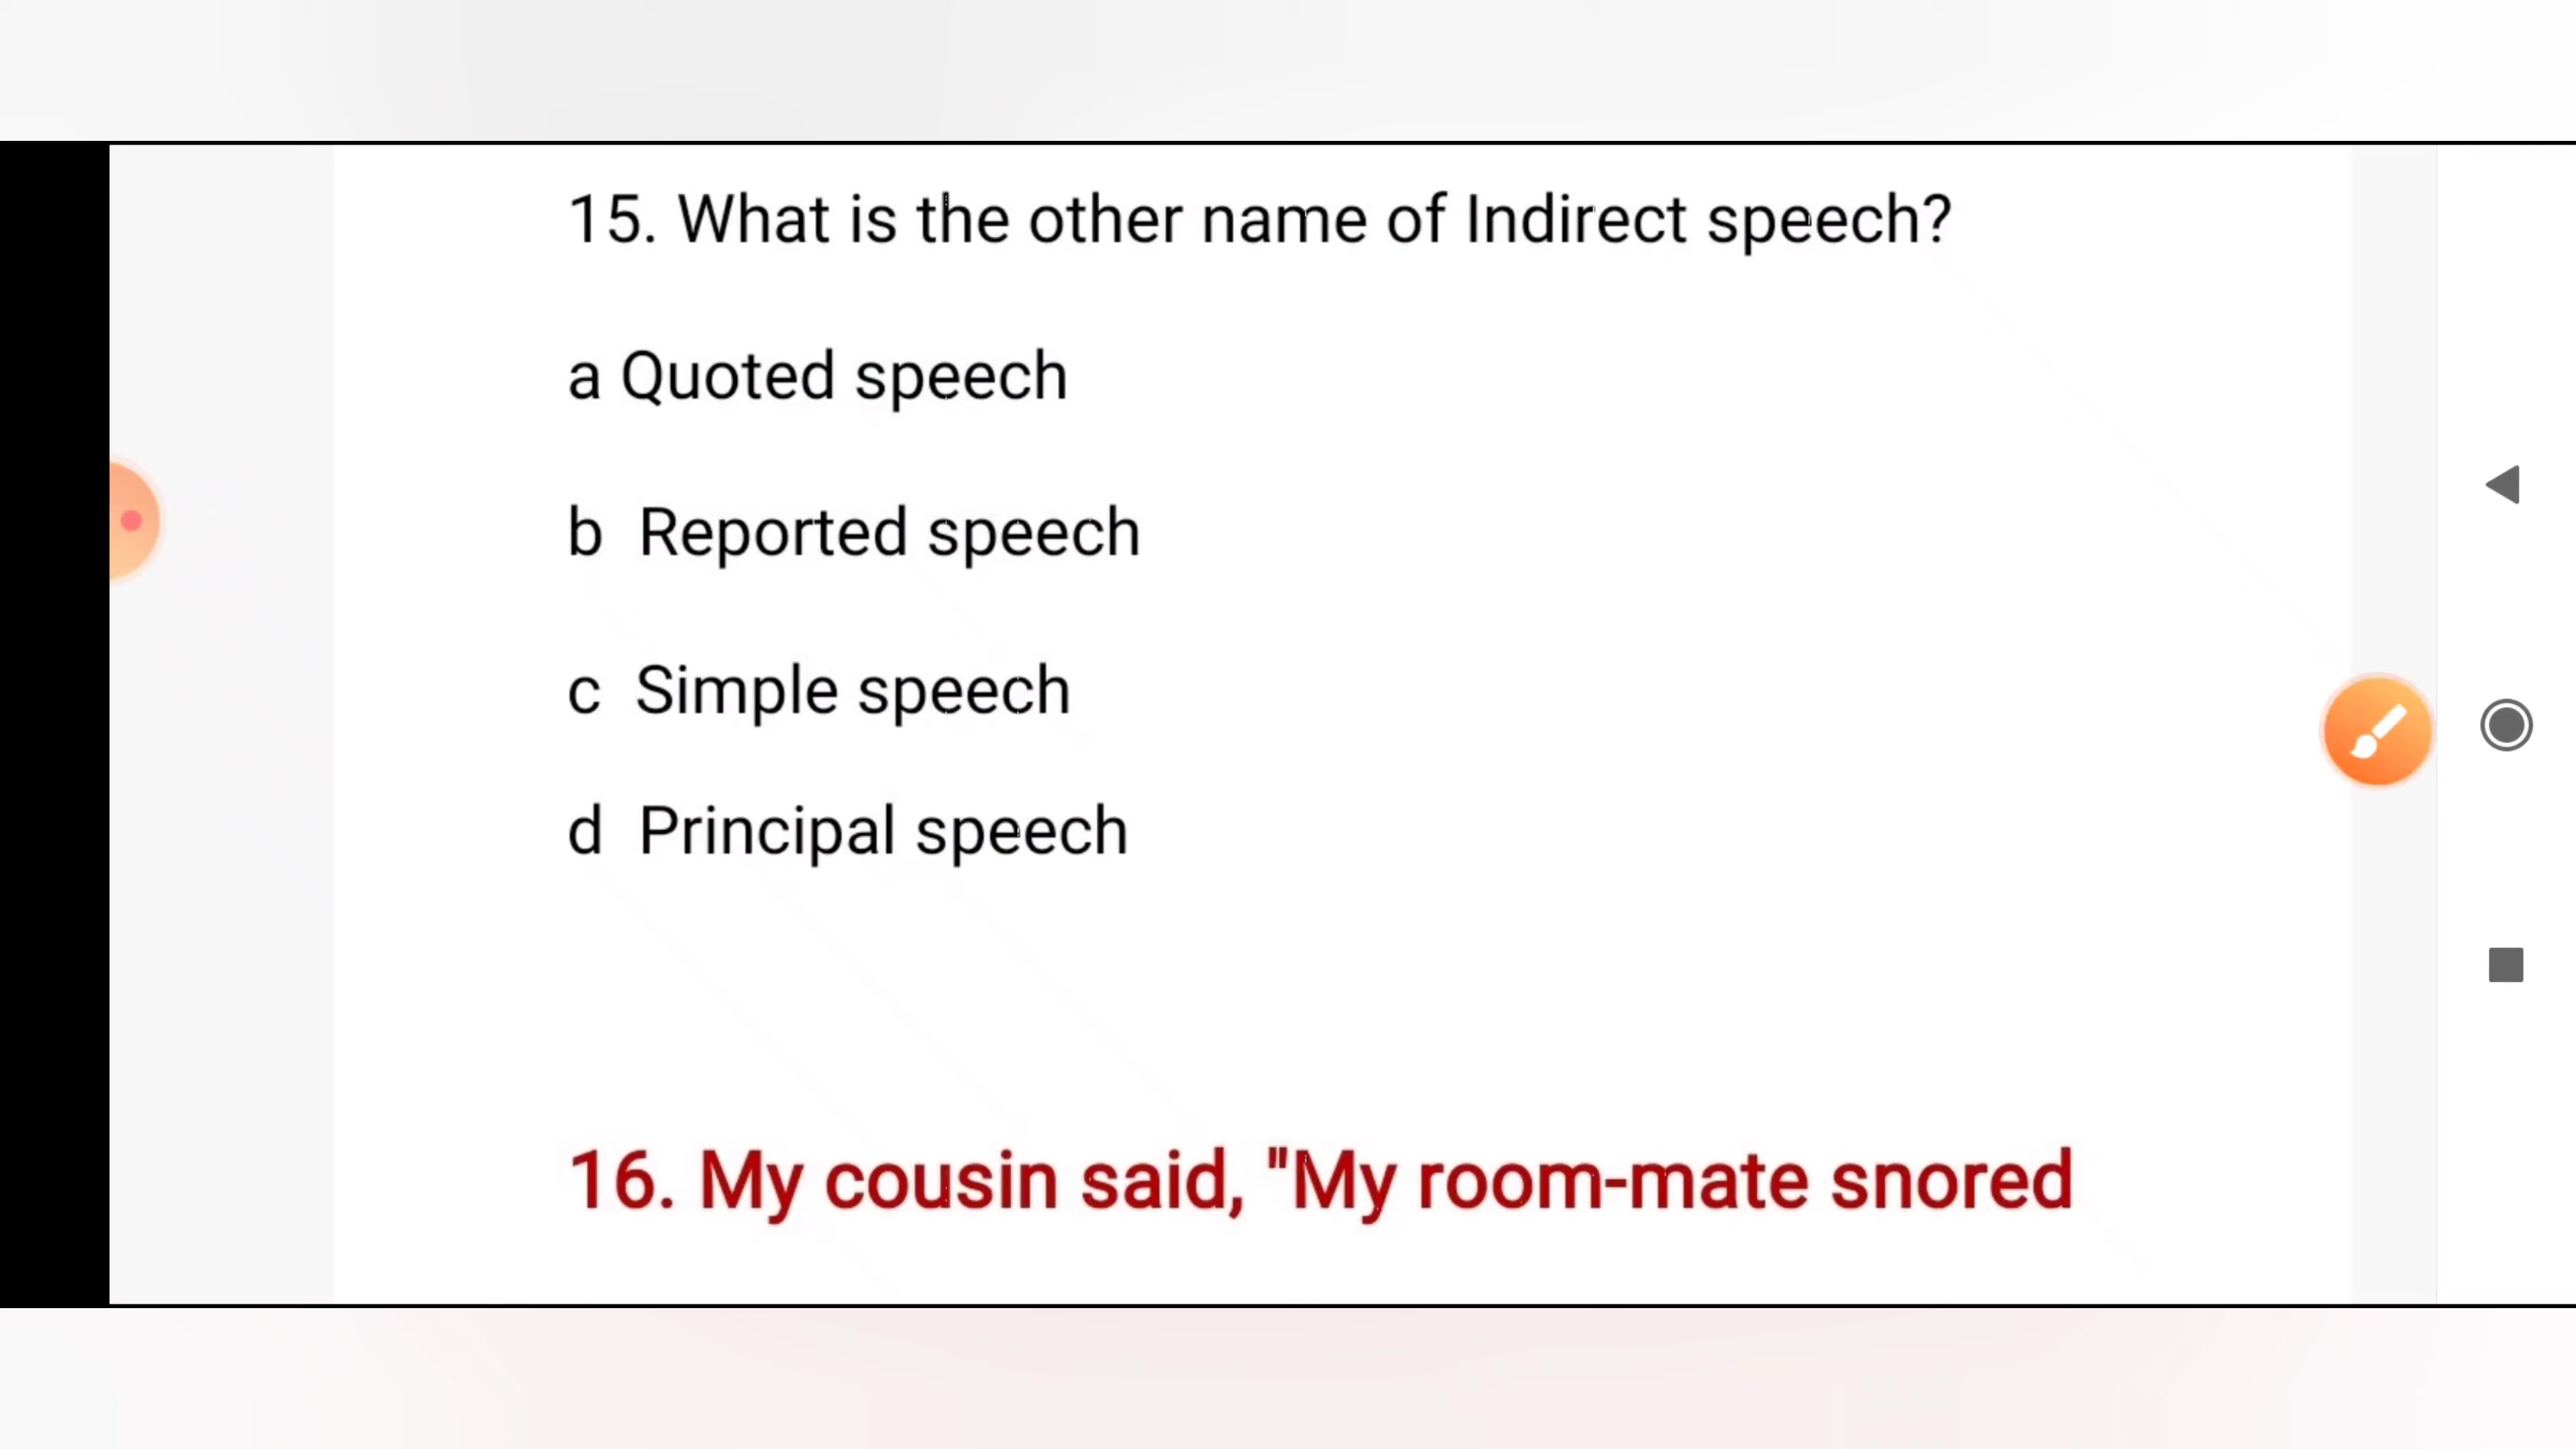 15. What is the other name of Indirect speech?
a Quoted speech
b Reported speech
c Simple speech
d Principal speech
16. My cousin said, "My room-mate snored